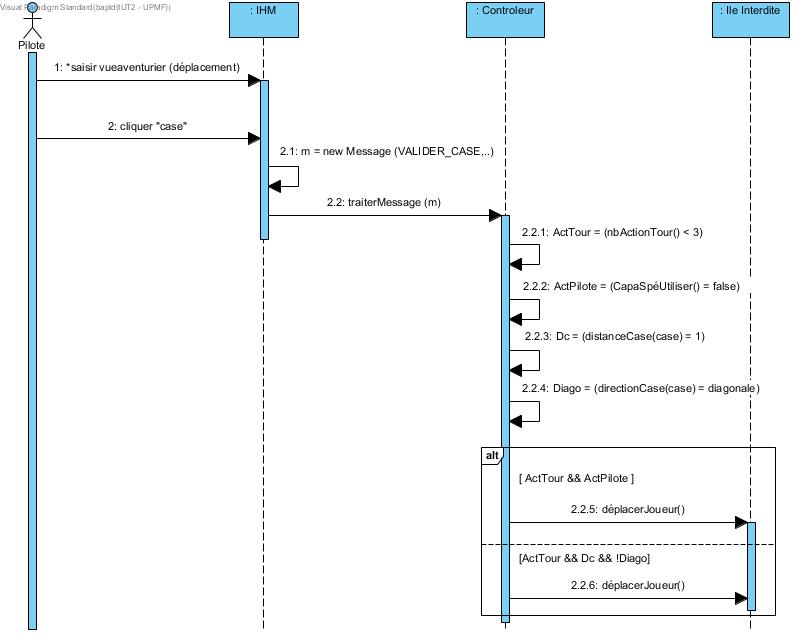 Visual Paradigm Standard(baptd(IUT2 - UPMF))
: IHM
: Controleur
: Ile Interdite
Pilote
1: *saisir vueaventurier (déplacement)
2: cliquer "case"
2.1: m = new Message (VALIDER_CASE,..)
2.2: traiterMessage (m)
2.2.1: ActTour = (nbActionTour() < 3)
2.2.2: ActPilote = (CapaSpéUtiliser() = false)
2.2.3: Dc = (distanceCase(case) = 1)
2.2.4: Diago = (directionCase(case) = diagonale)
alt
[ ActTour && ActPilote ]
2.2.5: déplacerJoueur()
[ActTour && Dc && !Diago]
2.2.6: déplacerJoueur()